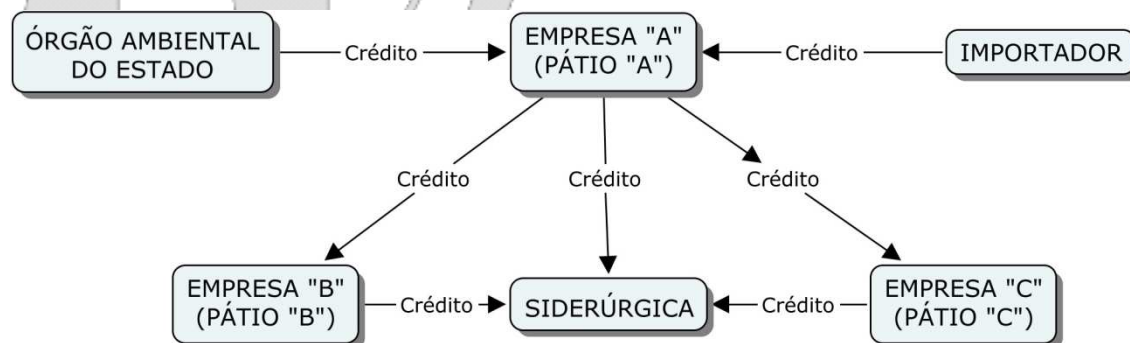 ÓRGÃO AMBIENTAL
DO ESTADO
Crédito
EMPRESA "A"
(PÁTIO "A")
Crédito
IMPORTADOR
Crédito
Crédito
Crédito
EMPRESA "B"
(PÁTIO "B")
Crédito
SIDERÚRGICA
Crédito
EMPRESA "C"
(PÁTIO "C")